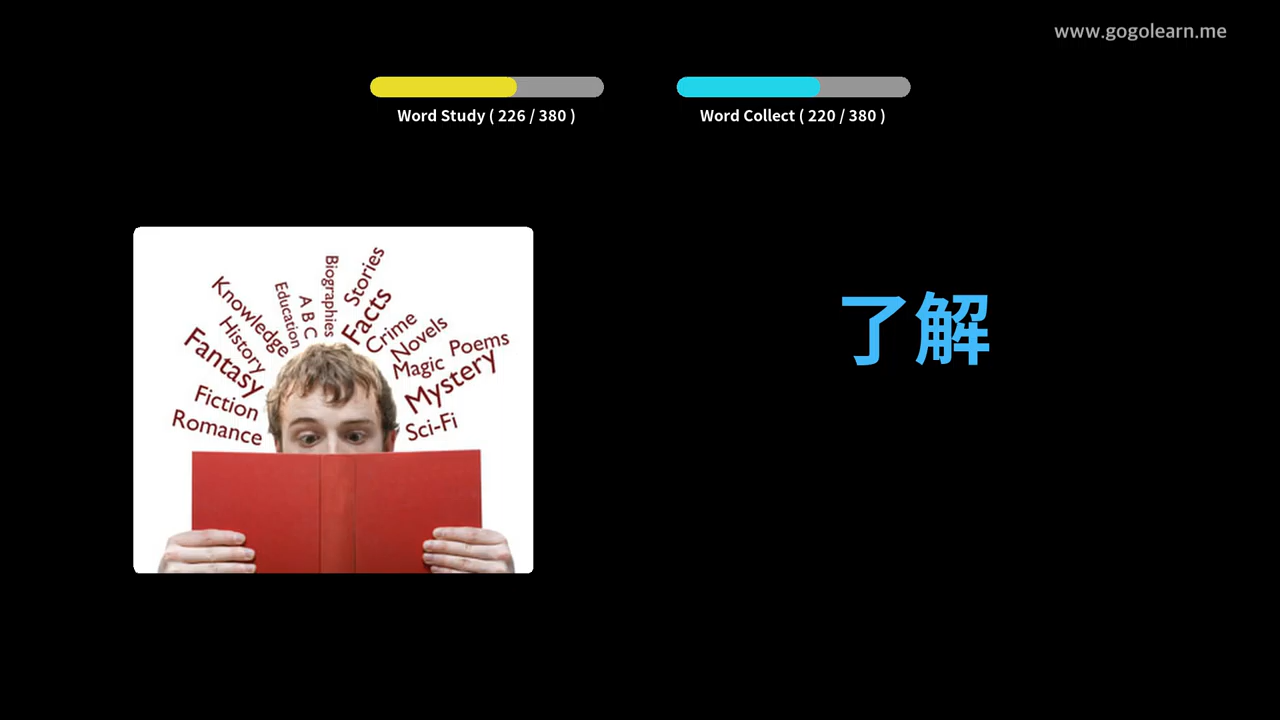 www.gogolearn.me
Word Study ( 226 / 380 )
Word Collect ( 220 / 380 )
了解
Knowledge
History
Fantasy
Fiction
Romance
Education
A B C
Biographies
Stories
Facts
Crime
Novels
Magic
Poems
Mystery
Sci-Fi